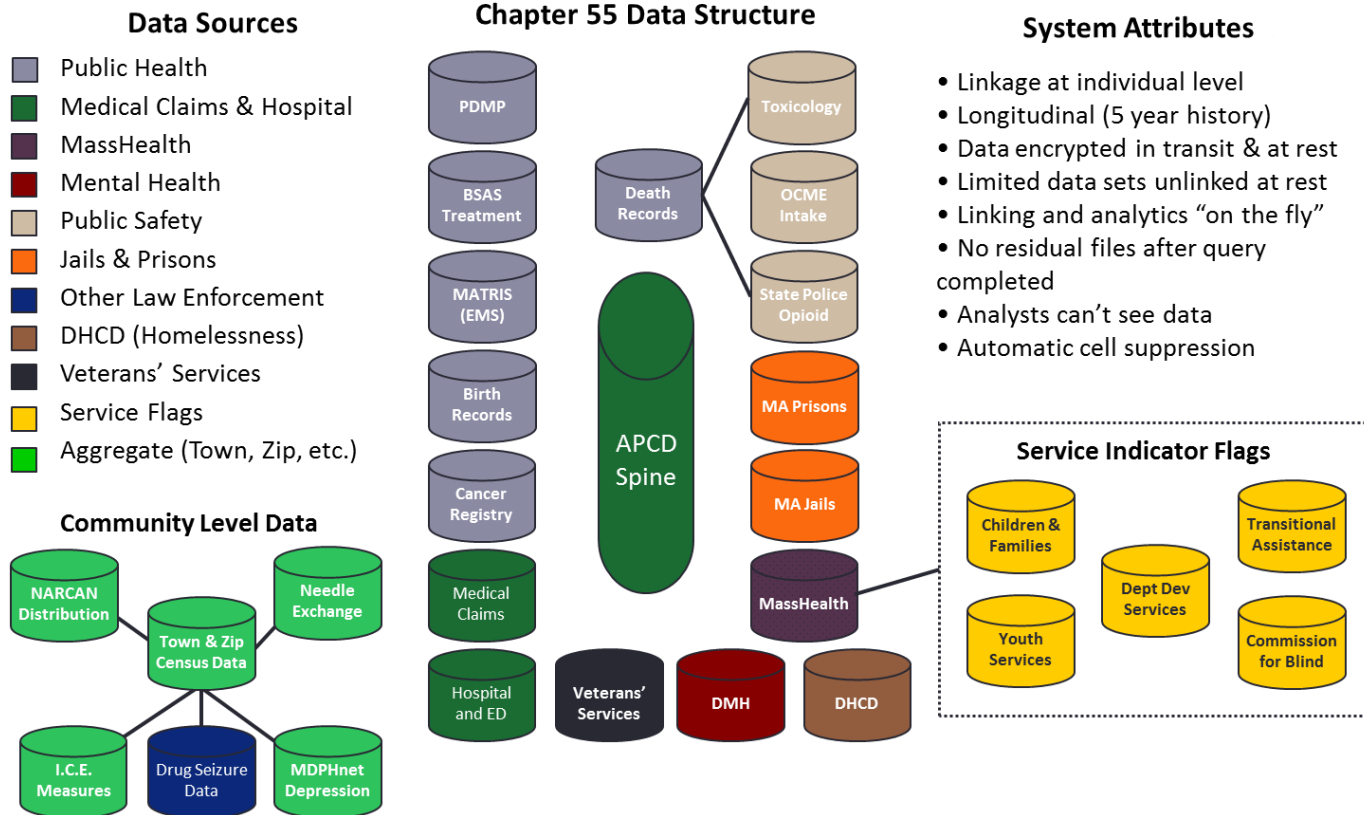 Data Sources
Public Health
Medical Claims & Hospital
MassHealth
Mental Health
Public Safety
Jails & Prisons
Other Law Enforcement
DHCD (Homelessness)
Veterans’ Services
Service Flags
Aggregate (Town, Zip, etc.)
Community Level Data
NARCAN
Distribution
Needle
Exchange
Town & Zip
Census Data
I.C.E.
Measures
Drug Seizure
Data
MDPHnet
Depression
Chapter 55 Data Structure
PDMP
BSAS
Treatment
MATRIS
(EMS)
Birth
Records
Cancer
Registry
Medical
Claims
Hospital
and ED
Death
Records
APCD
Spine
Toxicology
OCME
Intake
State Police
Opioid
MA Prisons
MA Jails
MassHealth
Veterans’
Services
DMH
DHCD
System Attributes
• Linkage at individual level
• Longitudinal (5 year history)
• Data encrypted in transit & at rest
• Limited data sets unlinked at rest
• Linking and analytics “on the fly”
• No residual files after query
completed
• Analysts can’t see data
• Automatic cell suppression
Service Indicator Flags
Children &
Families
Transitional
Assistance
Dept Dev
Services
Youth
Services
Commission
for Blind